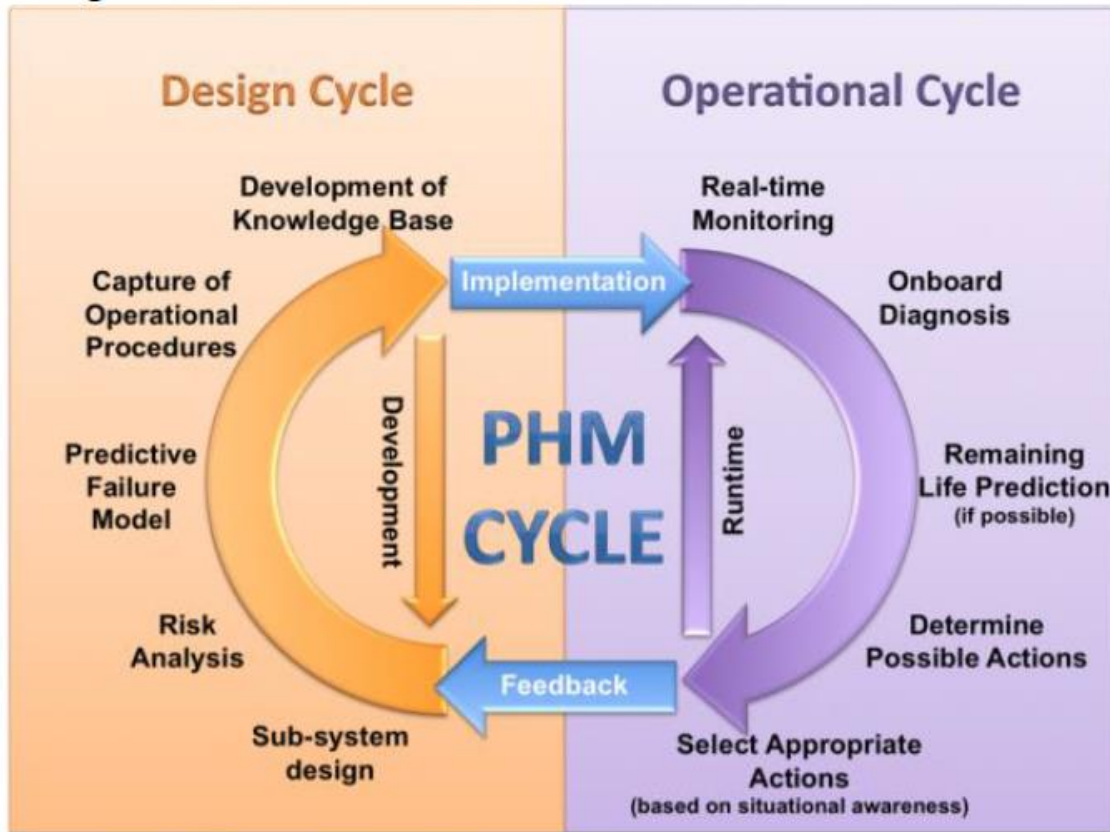 Design Cycle
Operational Cycle
Development of
Knowledge Base
Real-time
Monitoring
Implementation
Capture of
Operational
Procedures
Onboard
Diagnosis
Development
PHM
CYCLE
Runtime
Predictive
Failure
Model
Remaining
Life Prediction
(if possible)
Risk
Analysis
Determine
Possible Actions
Feedback
Sub-system
design
Select Appropriate
Actions
(based on situational awareness)